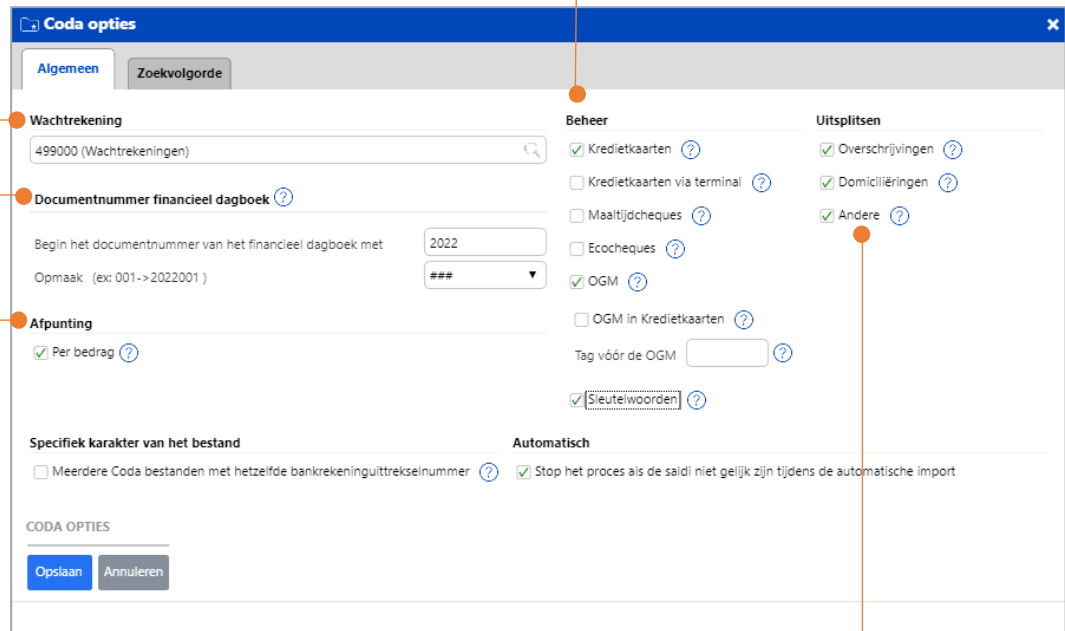 Coda opties
Algemeen
Zoekvolgorde
Wachtrekening
499000 (Wachtrekeningen)
Documentnummer financieel dagboek ?
Begin het documentnummer van het financieel dagboek met 2022
Opmaak (ex: 001->2022001 ) ###
Afpunting
Per bedrag ?
Beheer
Kredietkaarten ?
Kredietkaarten via terminal ?
Maaltijdcheques ?
Ecocheques ?
OGM ?
OGM in Kredietkaarten ?
Tag vóór de OGM ?
Sleutelwoorden ?
Uitsplitsen
Overschrijvingen ?
Domiciliëringen ?
Andere ?
Specifiek karakter van het bestand
Meerdere Coda bestanden met hetzelfde bankrekeninguittrekselnummer ?
Automatisch
Stop het proces als de saldi niet gelijk zijn tijdens de automatische import
CODA OPTIES
Opslaan
Annuleren